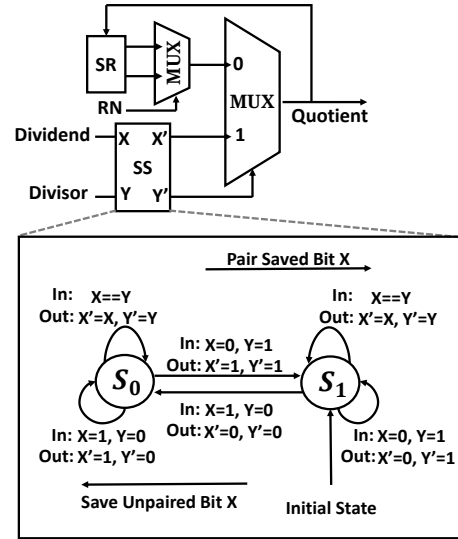 SR
MUX
0
RN
MUX
Quotient
Dividend
X X'
1
SS
Divisor
Y Y'
Pair Saved Bit X
In: X==Y
Out: X'=X, Y'=Y
In: X==Y
Out: X'=X, Y'=Y
In: X=0, Y=1
Out: X'=1, Y'=1
S0
S1
In: X=1, Y=0
Out: X'=0, Y'=0
In: X=1, Y=0
Out: X'=1, Y'=0
In: X=0, Y=1
Out: X'=0, Y'=1
Save Unpaired Bit X
Initial State